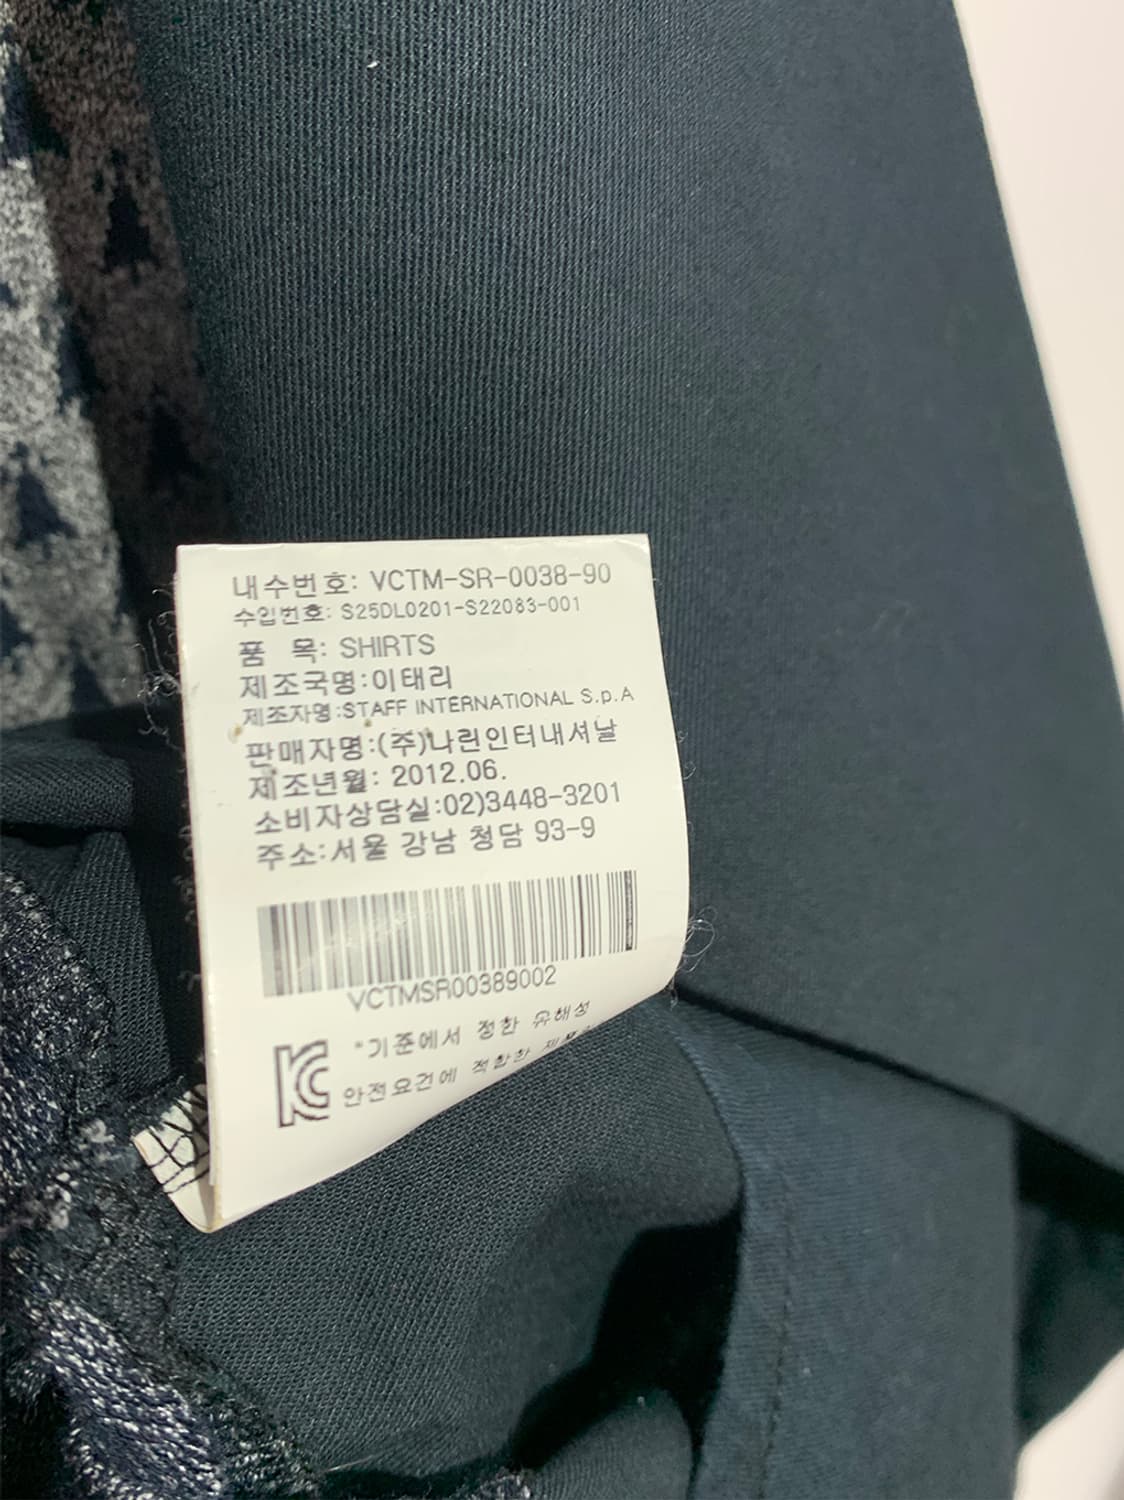 내수번호: VCTM-SR-0038-90
수입번호: S25DL0201-S22083-001
품 목: SHIRTS
제조국명:이태리
제조자명:STAFF INTERNATIONAL S.p.A
판매자명:(주)나린인터내셔날
제조년월: 2012.06.
소비자상담실:02)3448-3201
주소:서울 강남 청담 93-9
VCTMSR00389002
KC
"기준에서 정한 유해성
안전요건에 적합한 제품